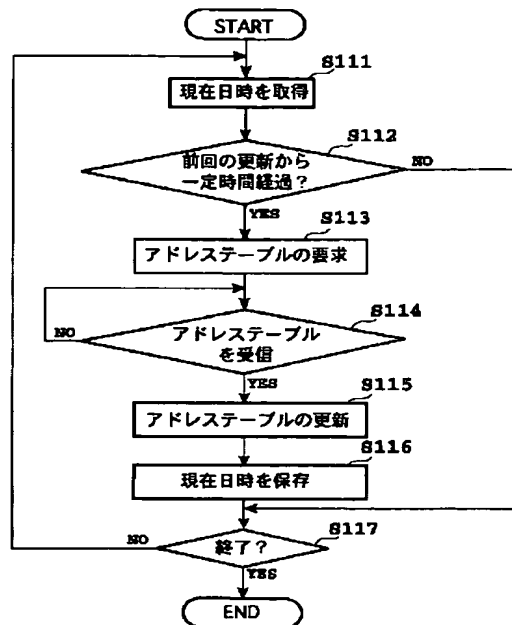 START
S111
現在日時を取得
S112
前回の更新から
一定時間経過?
NO
YES
S113
アドレステーブルの要求
S114
アドレステーブル
を受信
NO
YES
S115
アドレステーブルの更新
S116
現在日時を保存
S117
終了?
NO
YES
END